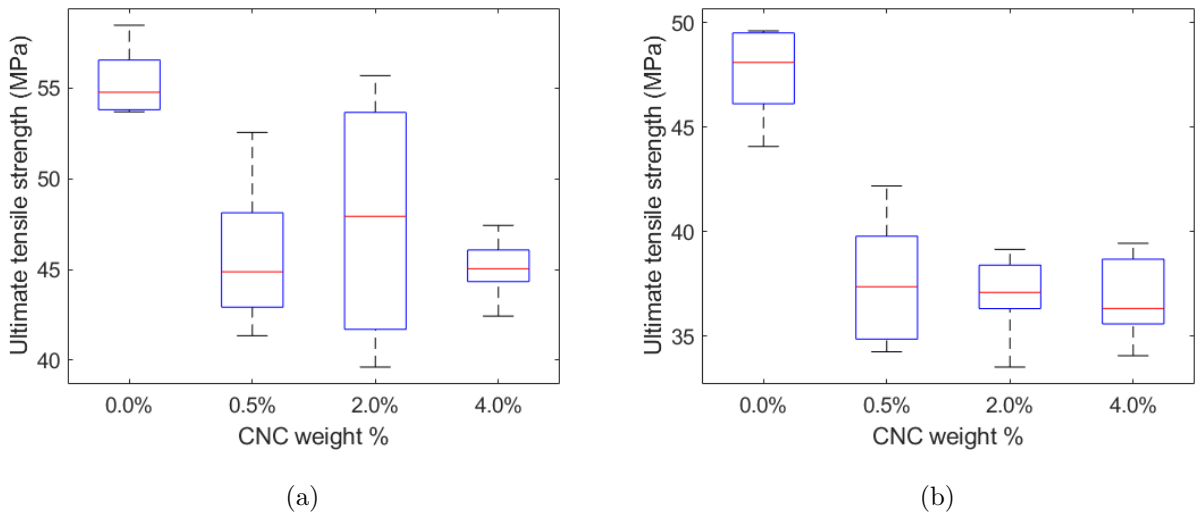 Ultimate tensile strength (MPa)
55
50
45
40
0.0% 0.5% 2.0% 4.0%
CNC weight %
(a)
Ultimate tensile strength (MPa)
50
45
40
35
0.0% 0.5% 2.0% 4.0%
CNC weight %
(b)